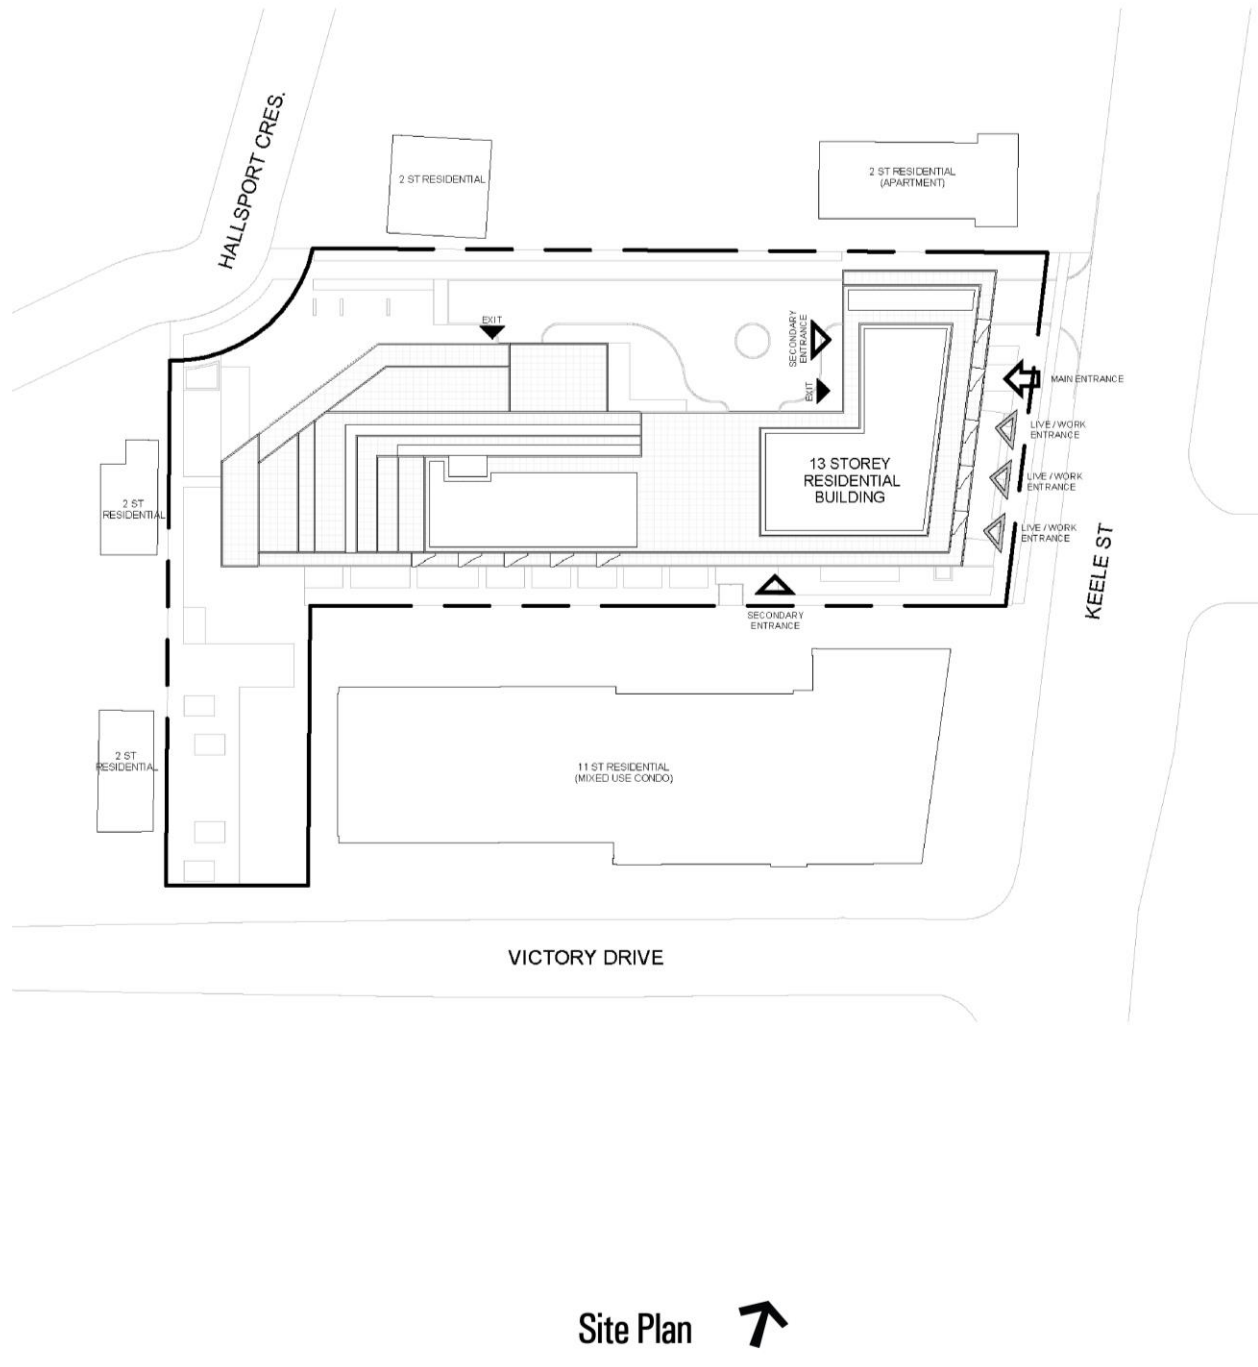 HALLSPORT CRES.
2 ST RESIDENTIAL
2 ST RESIDENTIAL
(APARTMENT)
EXIT
SECONDARY
ENTRANCE
EXIT
MAIN ENTRANCE
LIVE / WORK
ENTRANCE
13 STOREY
RESIDENTIAL
BUILDING
LIVE / WORK
ENTRANCE
2 ST
RESIDENTIAL
LIVE / WORK
ENTRANCE
KEELE ST
SECONDARY
ENTRANCE
2 ST
RESIDENTIAL
11 ST RESIDENTIAL
(MIXED USE CONDO)
VICTORY DRIVE
Site Plan